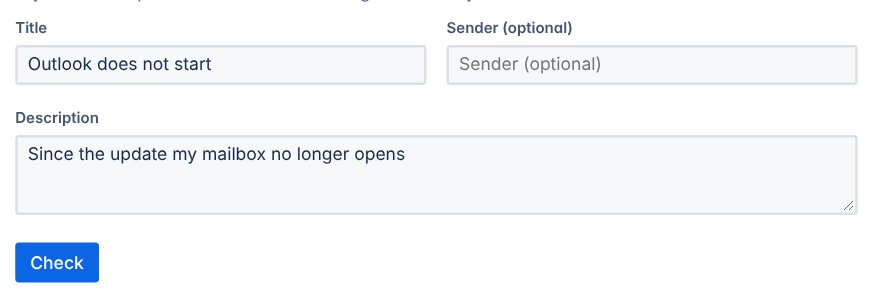 Title
Sender (optional)
Outlook does not start
Sender (optional)
Description
Since the update my mailbox no longer opens
Check